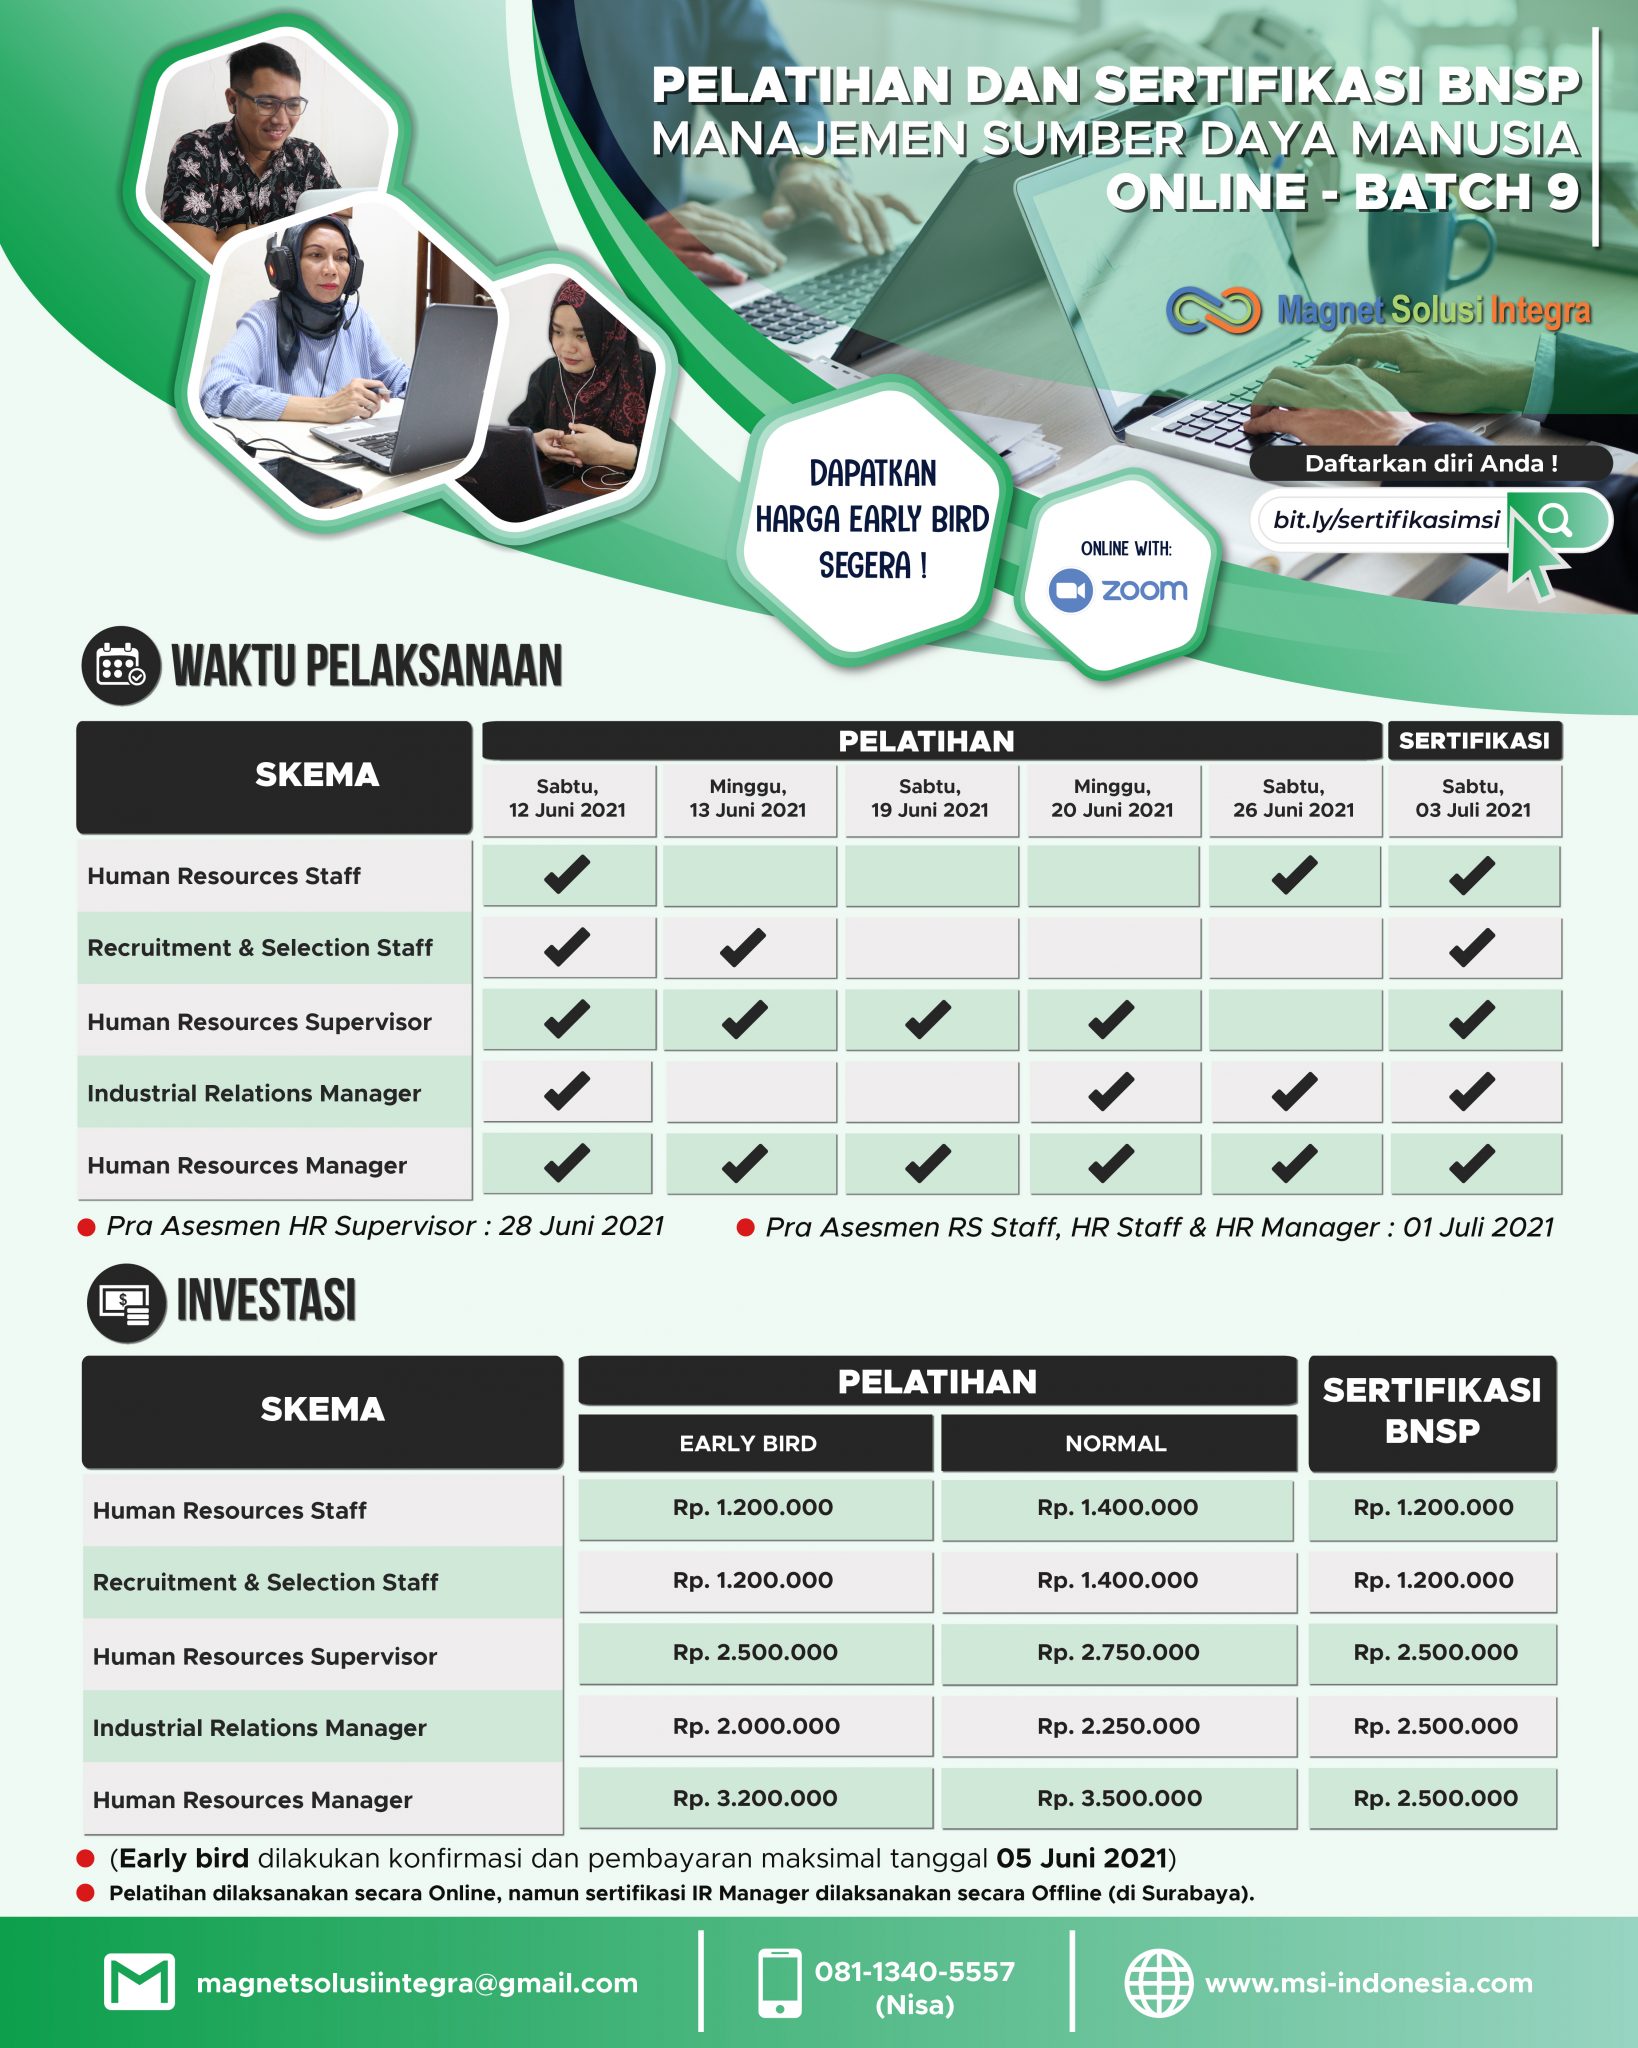 PELATIHAN DAN SERTIFIKASI BNSP
MANAJEMEN SUMBER DAYA MANUSIA
ONLINE - BATCH 9
Magnet Solusi Integra
Daftarkan diri Anda !
bit.ly/sertifikasimsi
DAPATKAN
HARGA EARLY BIRD
SEGERA !
ONLINE WITH:
zoom
WAKTU PELAKSANAAN
SKEMA PELATIHAN SERTIFIKASI
Sabtu, Minggu, Sabtu, Minggu, Sabtu, Sabtu,
12 Juni 2021 13 Juni 2021 19 Juni 2021 20 Juni 2021 26 Juni 2021 03 Juli 2021
Human Resources Staff ✔ ✔ ✔
Recruitment & Selection Staff ✔ ✔ ✔
Human Resources Supervisor ✔ ✔ ✔ ✔ ✔
Industrial Relations Manager ✔ ✔ ✔ ✔
Human Resources Manager ✔ ✔ ✔ ✔ ✔ ✔
Pra Asesmen HR Supervisor : 28 Juni 2021
Pra Asesmen RS Staff, HR Staff & HR Manager : 01 Juli 2021
$
INVESTASI
SKEMA PELATIHAN SERTIFIKASI
BNSP
EARLY BIRD NORMAL
Human Resources Staff Rp. 1.200.000 Rp. 1.400.000 Rp. 1.200.000
Recruitment & Selection Staff Rp. 1.200.000 Rp. 1.400.000 Rp. 1.200.000
Human Resources Supervisor Rp. 2.500.000 Rp. 2.750.000 Rp. 2.500.000
Industrial Relations Manager Rp. 2.000.000 Rp. 2.250.000 Rp. 2.500.000
Human Resources Manager Rp. 3.200.000 Rp. 3.500.000 Rp. 2.500.000
(Early bird dilakukan konfirmasi dan pembayaran maksimal tanggal 05 Juni 2021)
Pelatihan dilaksanakan secara Online, namun sertifikasi IR Manager dilaksanakan secara Offline (di Surabaya).
magnetsolusiintegra@gmail.com
081-1340-5557
(Nisa)
www.msi-indonesia.com